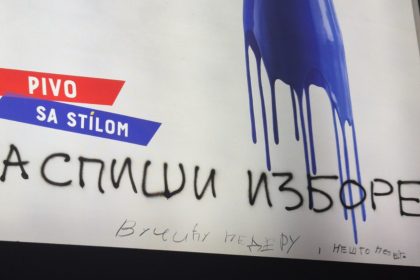 PIVO
SA STÍLOM
АСПИШИ ИЗБОРЕ
ВУЧИЋУ ПЕДЕРУ, НЕШТО